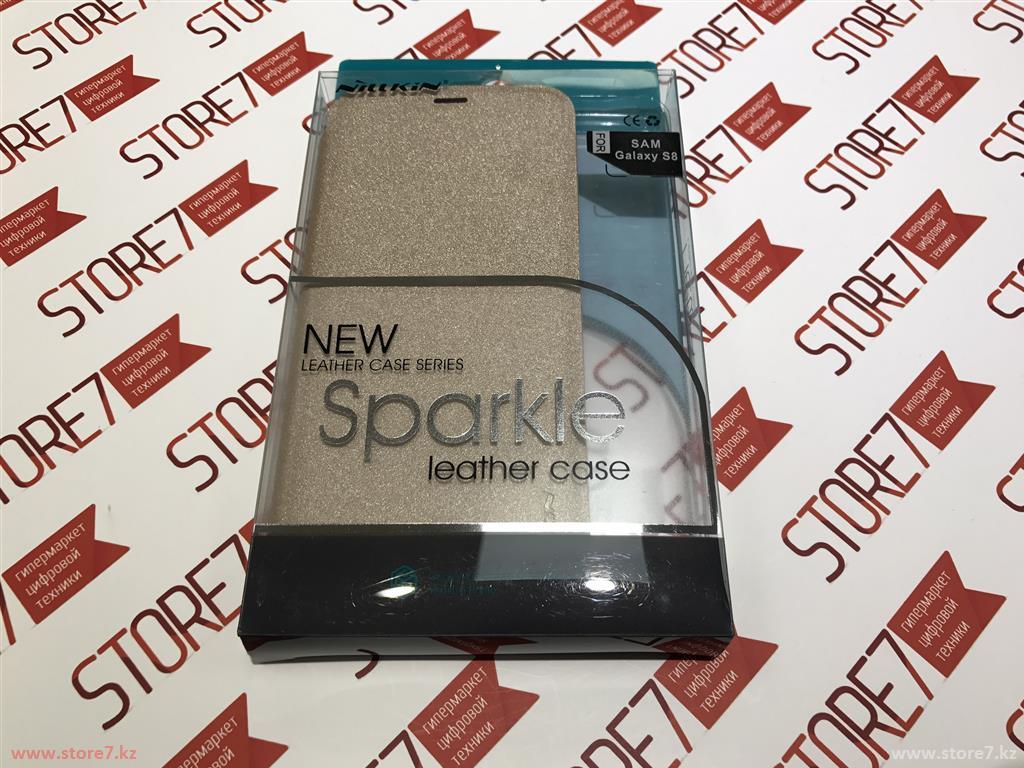 NILLKIN
CE
FOR
SAM
Galaxy S8
NEW
LEATHER CASE SERIES
Sparkle
leather case
STORE7
гипермаркет
цифровой
техники
www.store7.kz
www.store7.kz